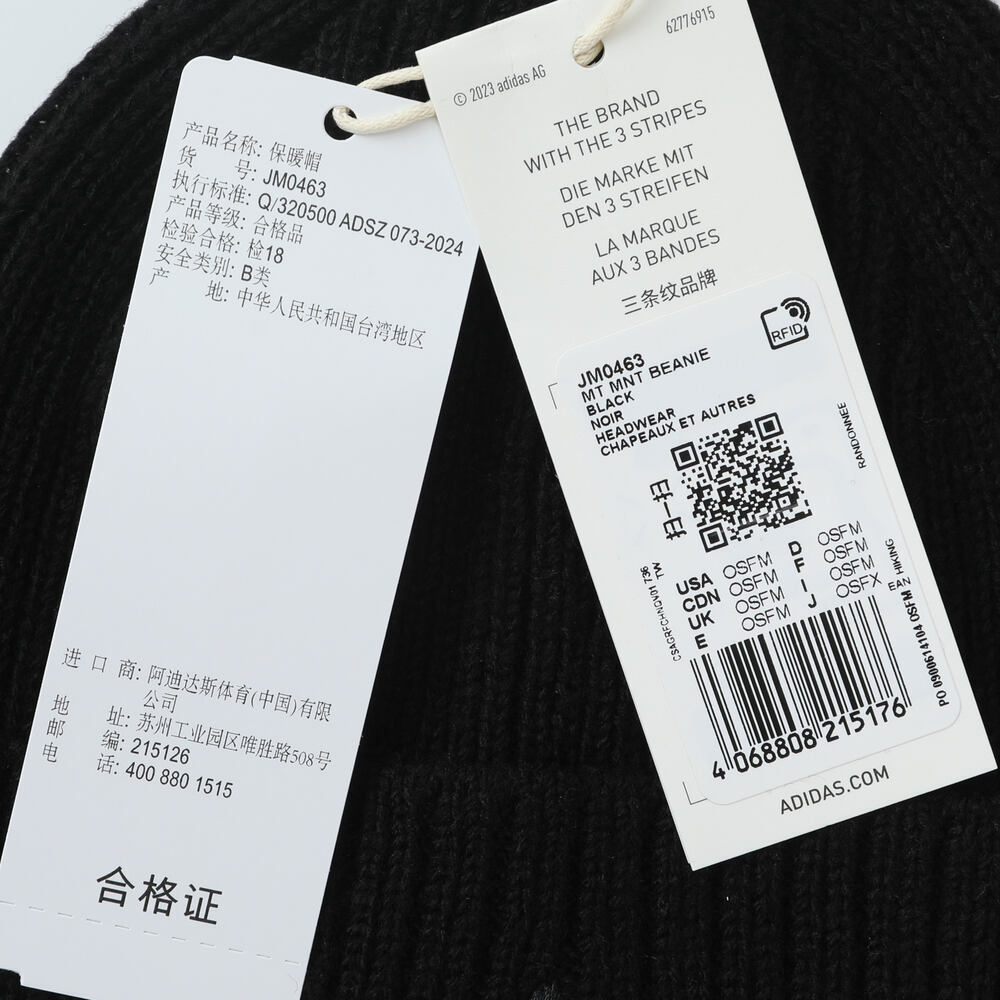 产品名称: 保暖帽
货 号: JM0463
执行标准: Q/320500 ADSZ 073-2024
产品等级: 合格品
检验合格: 检18
安全类别: B类
产 地: 中华人民共和国台湾地区
进 口 商: 阿迪达斯体育(中国)有限
公司
地 址: 苏州工业园区唯胜路508号
邮 编: 215126
电 话: 400 880 1515
合格证
62776915
© 2023 adidas AG
THE BRAND
WITH THE 3 STRIPES
DIE MARKE MIT
DEN 3 STREIFEN
LA MARQUE
AUX 3 BANDES
三条纹品牌
RFID
JM0463
MT MNT BEANIE
BLACK
NOIR
HEADWEAR
CHAPEAUX ET AUTRES
RANDONNEE
扫一扫
TW
USA OSFM D OSFM
CDN OSFM F OSFM
UK OSFM I OSFM
E OSFM J OSFX
EAN HIKING
PO 0900614104 OSFM
4 068808 215176
ADIDAS.COM